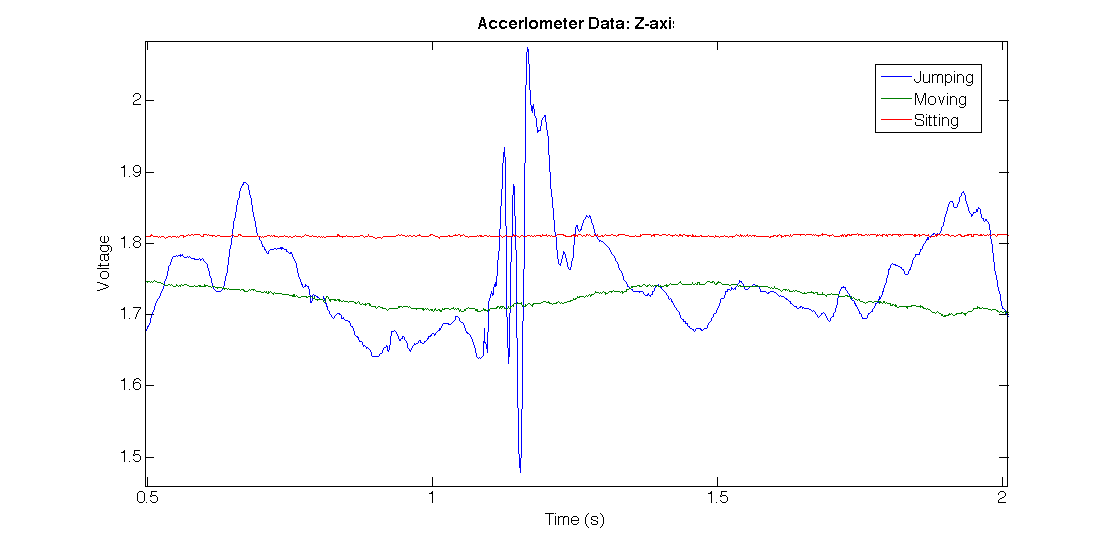 Accerlometer Data: Z-axis
Jumping
Moving
Sitting
2
1.9
1.8
1.7
1.6
1.5
Voltage
0.5 1 1.5 2
Time (s)